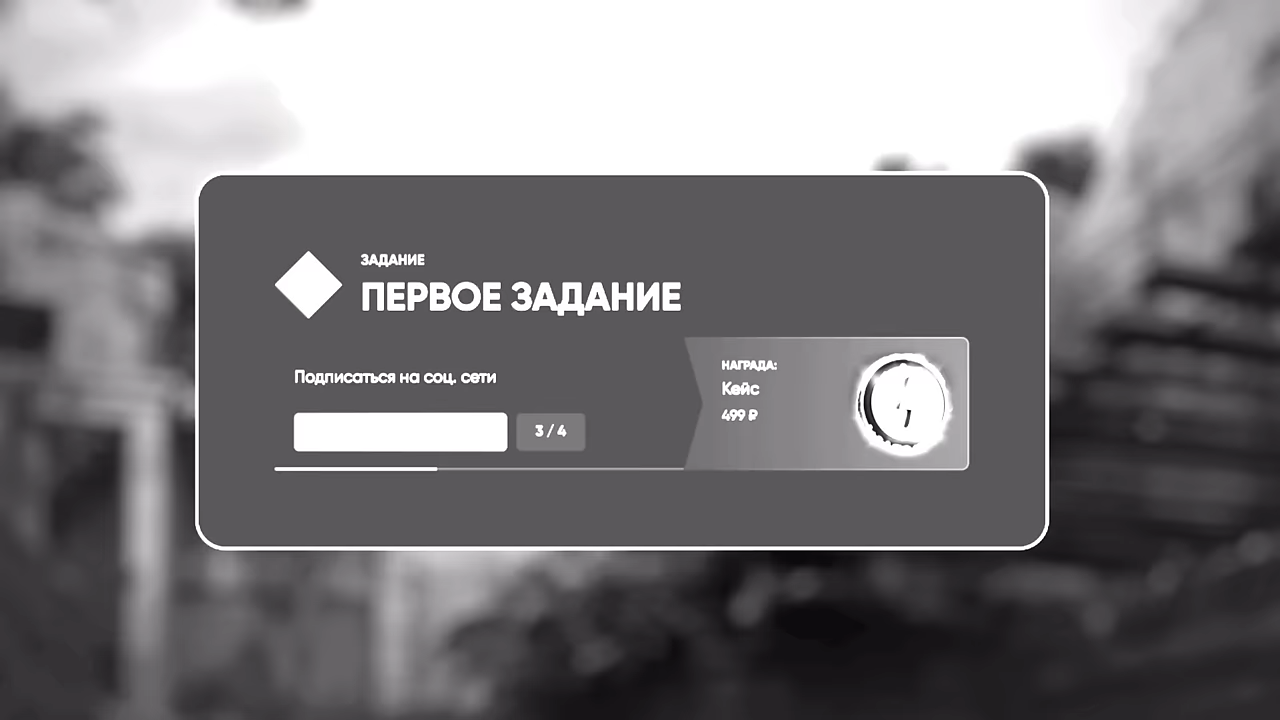 ЗАДАНИЕ
ПЕРВОЕ ЗАДАНИЕ
Подписаться на соц. сети
3 / 4
НАГРАДА:
Кейс
499 ₽